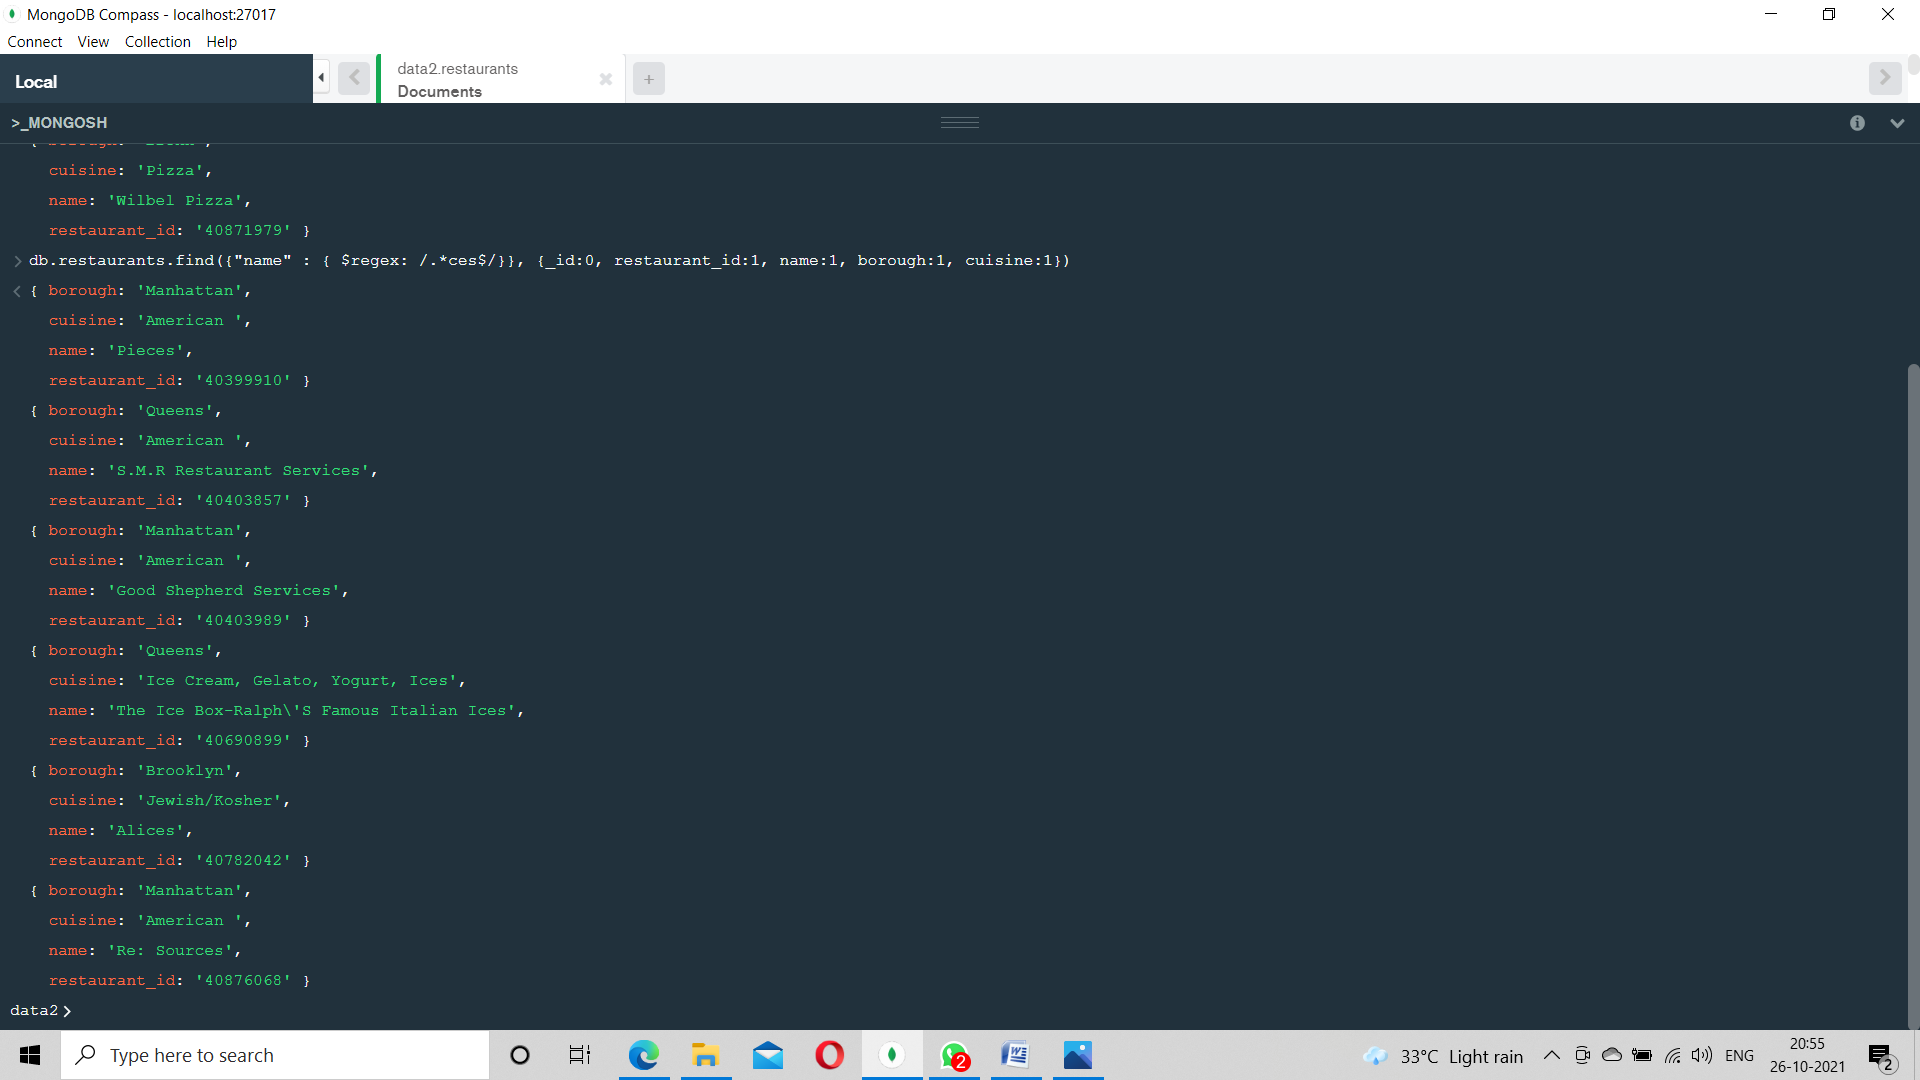 MongoDB Compass - localhost:27017
Connect View Collection Help
Local
data2.restaurants
Documents
>_MONGOSH
cuisine: 'Pizza',
name: 'Wilbel Pizza',
restaurant_id: '40871979' }
db.restaurants.find({"name" : { $regex: /.*ces$/}}, {_id:0, restaurant_id:1, name:1, borough:1, cuisine:1})
{ borough: 'Manhattan',
cuisine: 'American ',
name: 'Pieces',
restaurant_id: '40399910' }
{ borough: 'Queens',
cuisine: 'American ',
name: 'S.M.R Restaurant Services',
restaurant_id: '40403857' }
{ borough: 'Manhattan',
cuisine: 'American ',
name: 'Good Shepherd Services',
restaurant_id: '40403989' }
{ borough: 'Queens',
cuisine: 'Ice Cream, Gelato, Yogurt, Ices',
name: 'The Ice Box-Ralph\'S Famous Italian Ices',
restaurant_id: '40690899' }
{ borough: 'Brooklyn',
cuisine: 'Jewish/Kosher',
name: 'Alices',
restaurant_id: '40782042' }
{ borough: 'Manhattan',
cuisine: 'American ',
name: 'Re: Sources',
restaurant_id: '40876068' }
data2>
Type here to search
2
33°C Light rain
ENG
20:55
26-10-2021
2